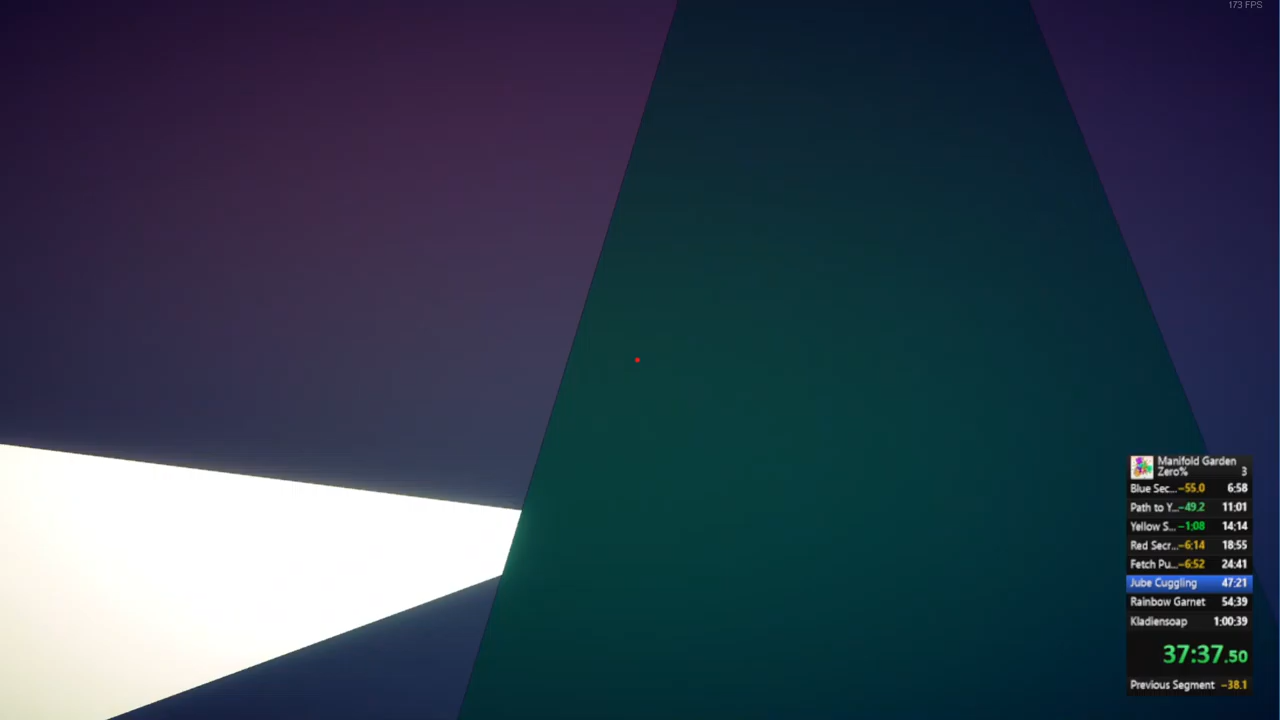 173 FPS
Manifold Garden
Zero% 3
Blue Sec... -55.0 6:58
Path to Y... -49.2 11:01
Yellow S... -1:08 14:14
Red Secr... -6:14 18:55
Fetch Pu... -6:52 24:41
Jube Cuggling 47:21
Rainbow Garnet 54:39
Kladiensoap 1:00:39
37:37.50
Previous Segment -38.1